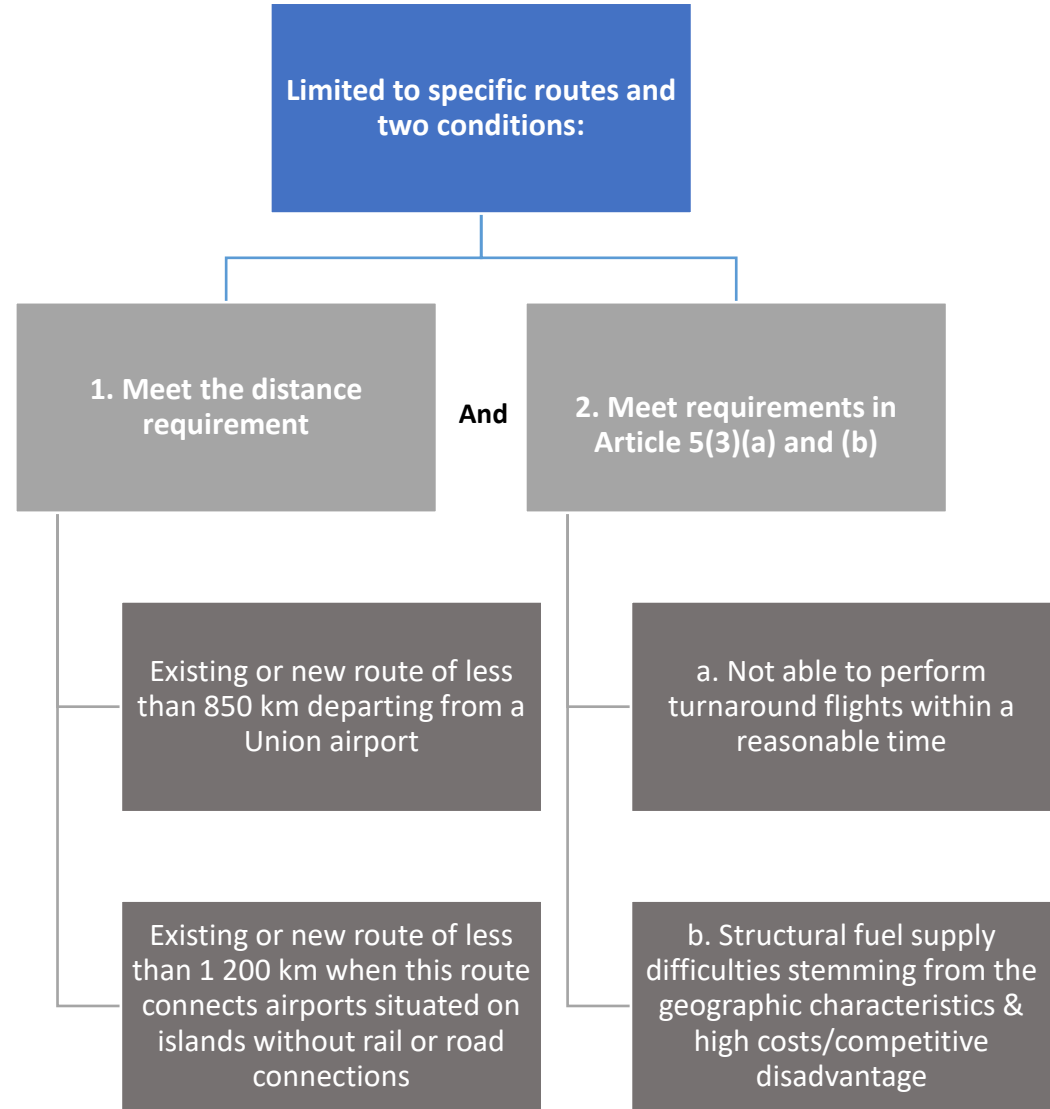 Limited to specific routes and
two conditions:
1. Meet the distance
requirement
And
2. Meet requirements in
Article 5(3)(a) and (b)
Existing or new route of less
than 850 km departing from a
Union airport
a. Not able to perform
turnaround flights within a
reasonable time
Existing or new route of less
than 1 200 km when this route
connects airports situated on
islands without rail or road
connections
b. Structural fuel supply
difficulties stemming from the
geographic characteristics &
high costs/competitive
disadvantage